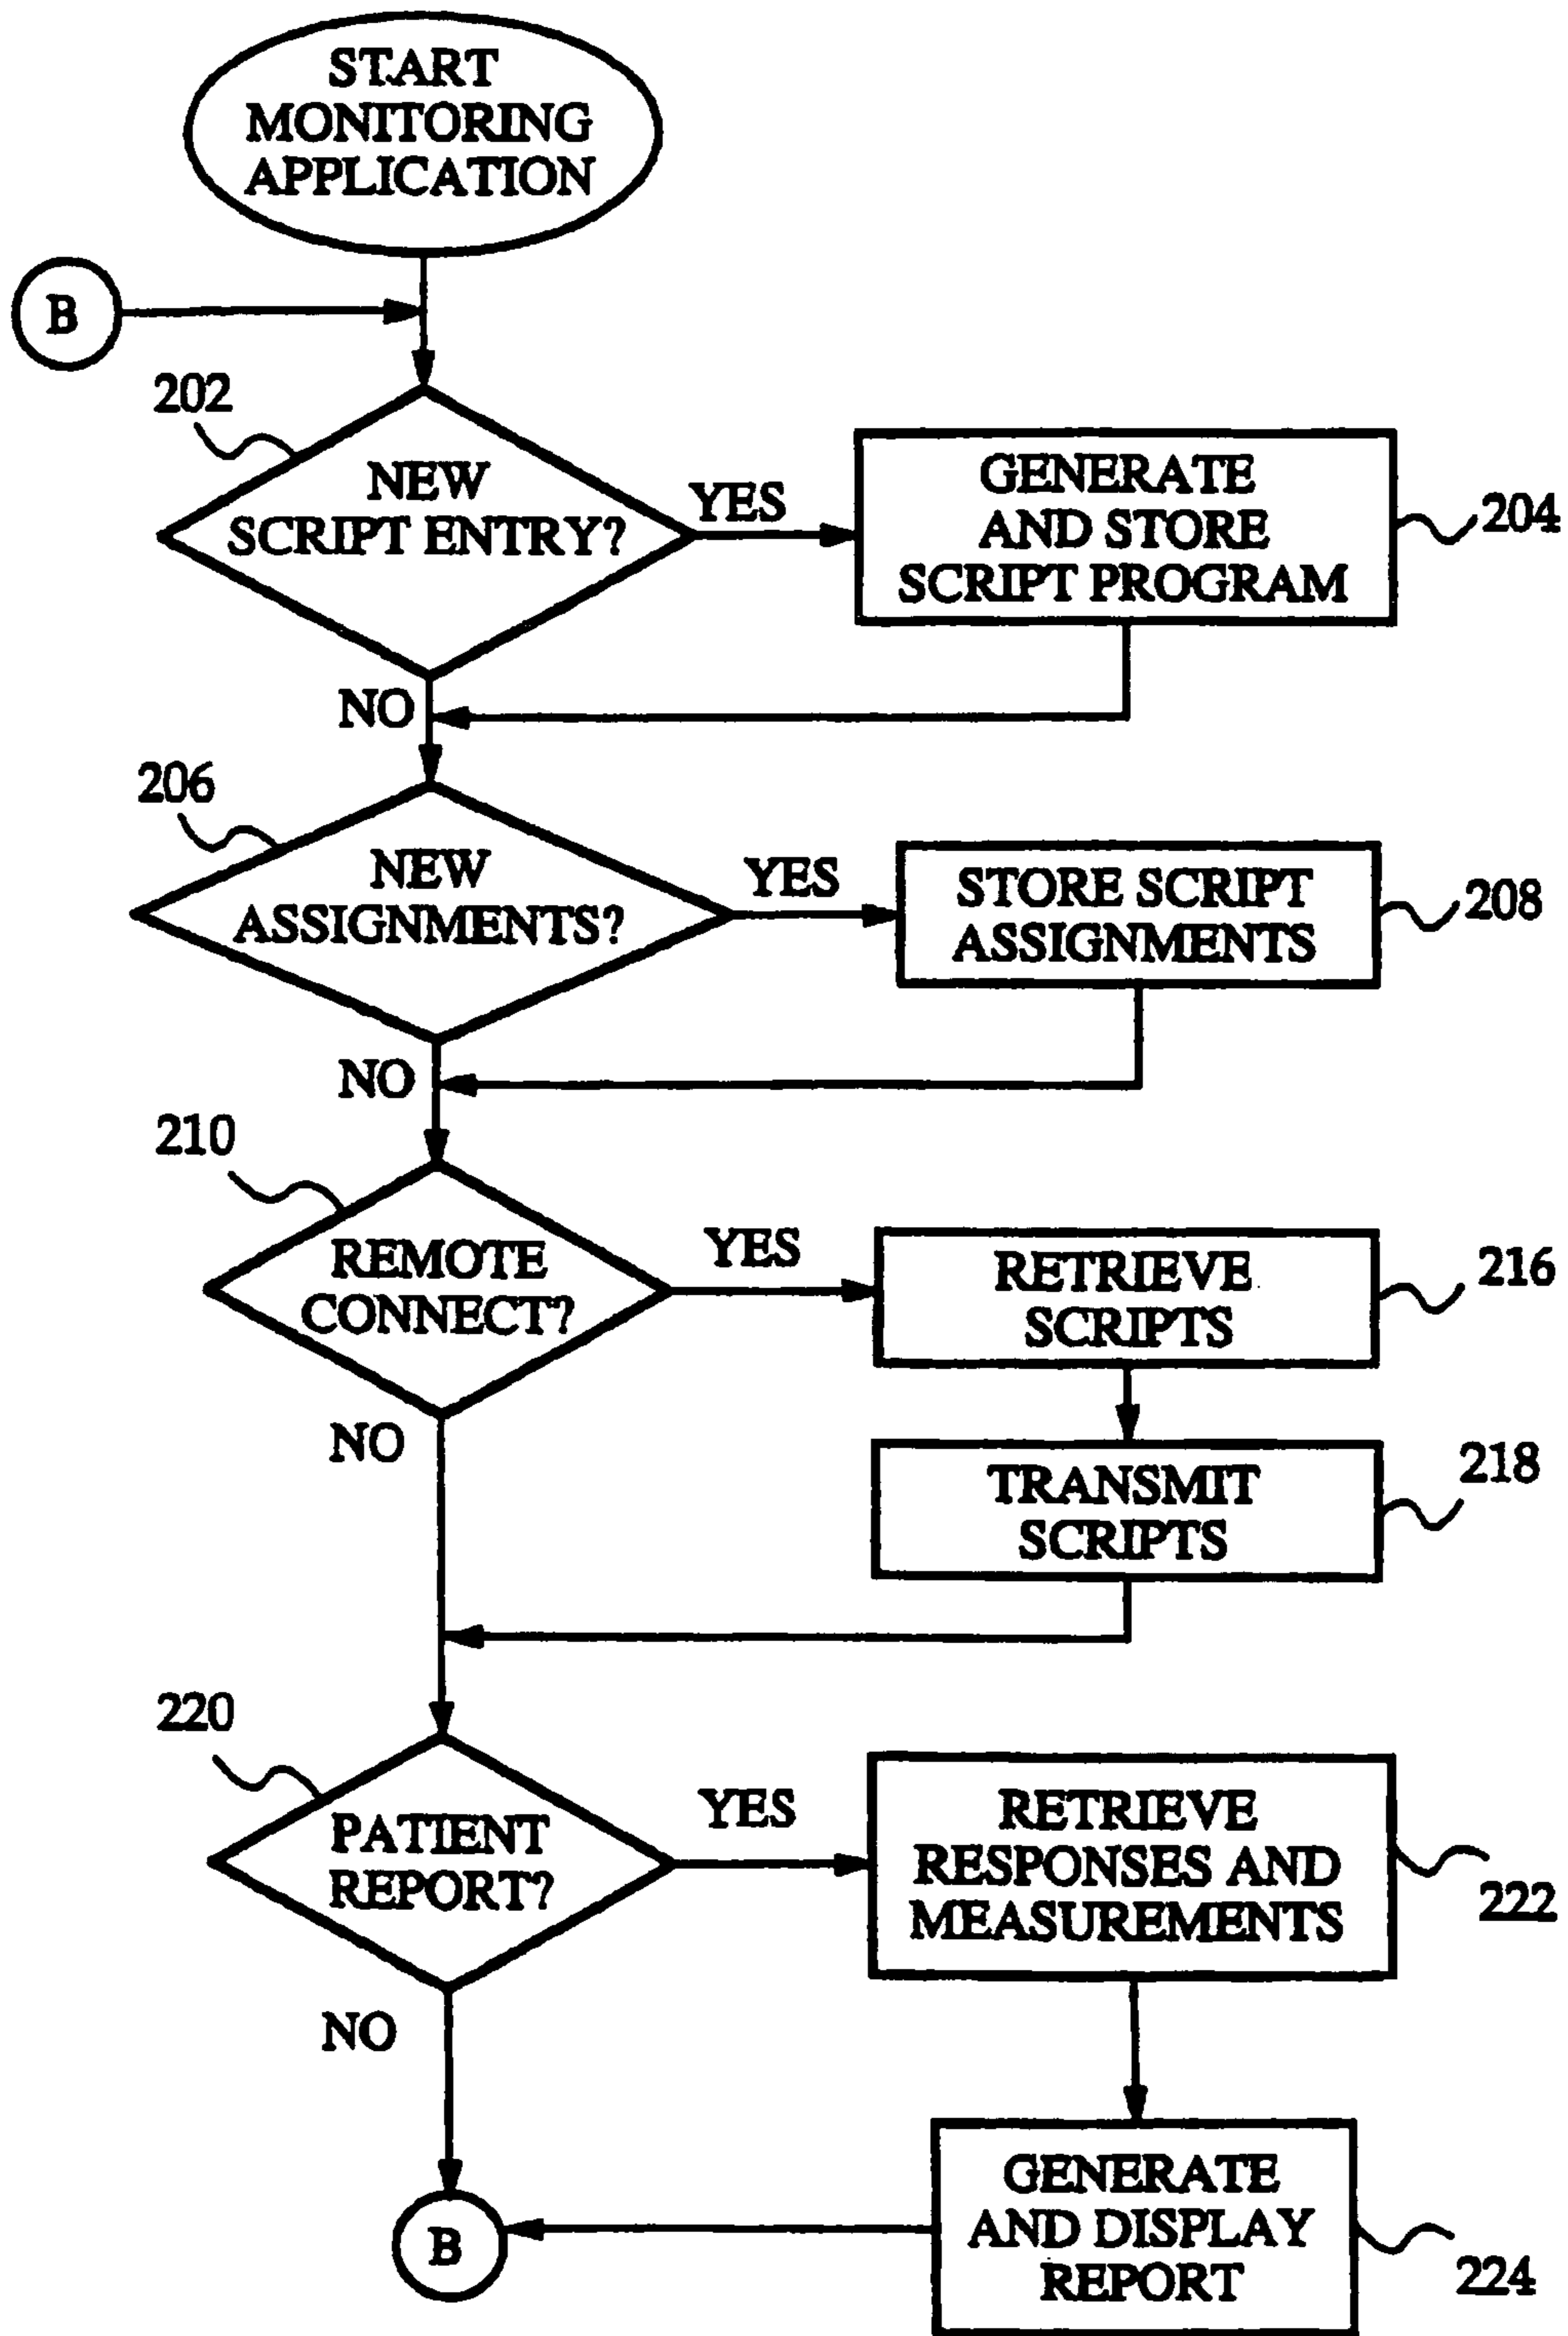 START
MONITORING
APPLICATION
B
202
NEW
SCRIPT ENTRY?
YES
GENERATE
AND STORE
SCRIPT PROGRAM
204
NO
206
NEW
ASSIGNMENTS?
YES
STORE SCRIPT
ASSIGNMENTS
208
NO
210
REMOTE
CONNECT?
YES
RETRIEVE
SCRIPTS
216
NO
TRANSMIT
SCRIPTS
218
220
PATIENT
REPORT?
YES
RETRIEVE
RESPONSES AND
MEASUREMENTS
222
NO
B
GENERATE
AND DISPLAY
REPORT
224